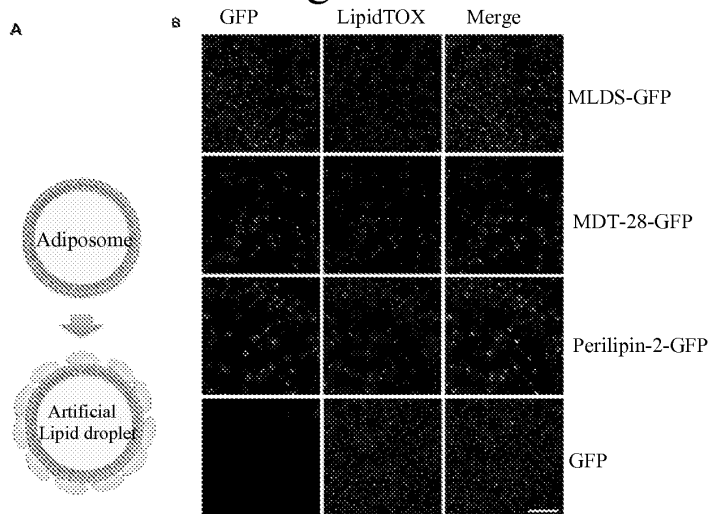 A
B
GFP LipidTOX Merge
MLDS-GFP
MDT-28-GFP
Adiposome
Perilipin-2-GFP
Artificial
Lipid droplet
GFP